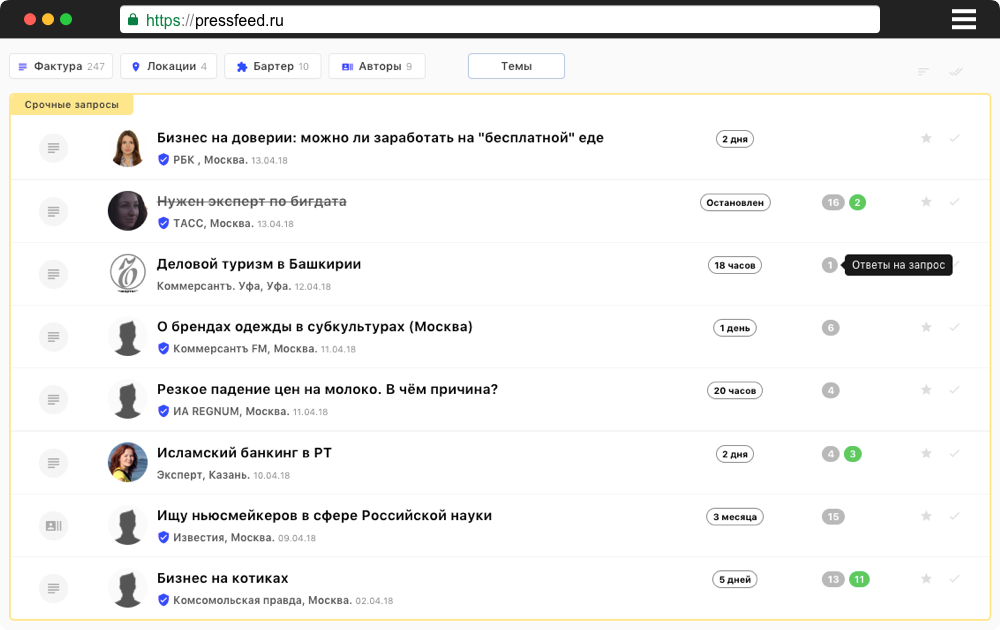 https://pressfeed.ru
Фактура 247 Локации 4 Бартер 10 Авторы 9 Темы
Срочные запросы
Бизнес на доверии: можно ли заработать на "бесплатной" еде 2 дня
РБК , Москва. 13.04.18
Нужен эксперт по бигдата Остановлен 16 2
ТАСС, Москва. 13.04.18
Деловой туризм в Башкирии 18 часов 1 Ответы на запрос
Коммерсантъ. Уфа, Уфа. 12.04.18
О брендах одежды в субкультурах (Москва) 1 день 6
Коммерсантъ FM, Москва. 11.04.18
Резкое падение цен на молоко. В чём причина? 20 часов 4
ИА REGNUM, Москва. 11.04.18
Исламский банкинг в РТ 2 дня 4 3
Эксперт, Казань. 10.04.18
Ищу ньюсмейкеров в сфере Российской науки 3 месяца 15
Известия, Москва. 09.04.18
Бизнес на котиках 5 дней 13 11
Комсомольская правда, Москва. 02.04.18